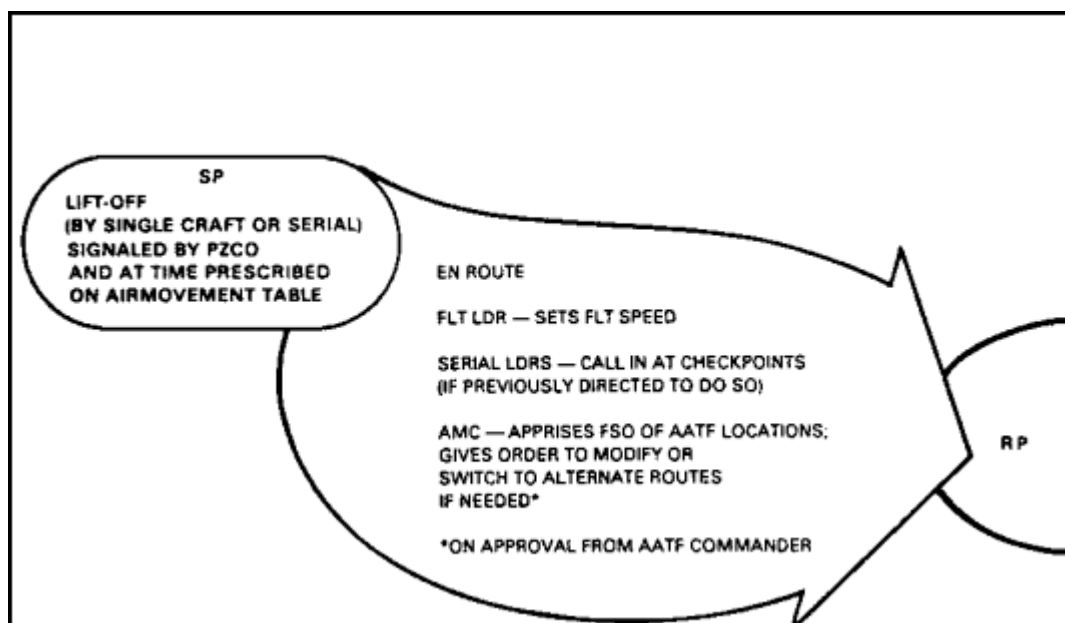 SP
LIFT-OFF
(BY SINGLE CRAFT OR SERIAL)
SIGNALED BY PZCO
AND AT TIME PRESCRIBED
ON AIRMOVEMENT TABLE
EN ROUTE
FLT LDR — SETS FLT SPEED
SERIAL LDRS — CALL IN AT CHECKPOINTS
(IF PREVIOUSLY DIRECTED TO DO SO)
AMC — APPRISES FSO OF AATF LOCATIONS;
GIVES ORDER TO MODIFY OR
SWITCH TO ALTERNATE ROUTES
IF NEEDED*
*ON APPROVAL FROM AATF COMMANDER
RP